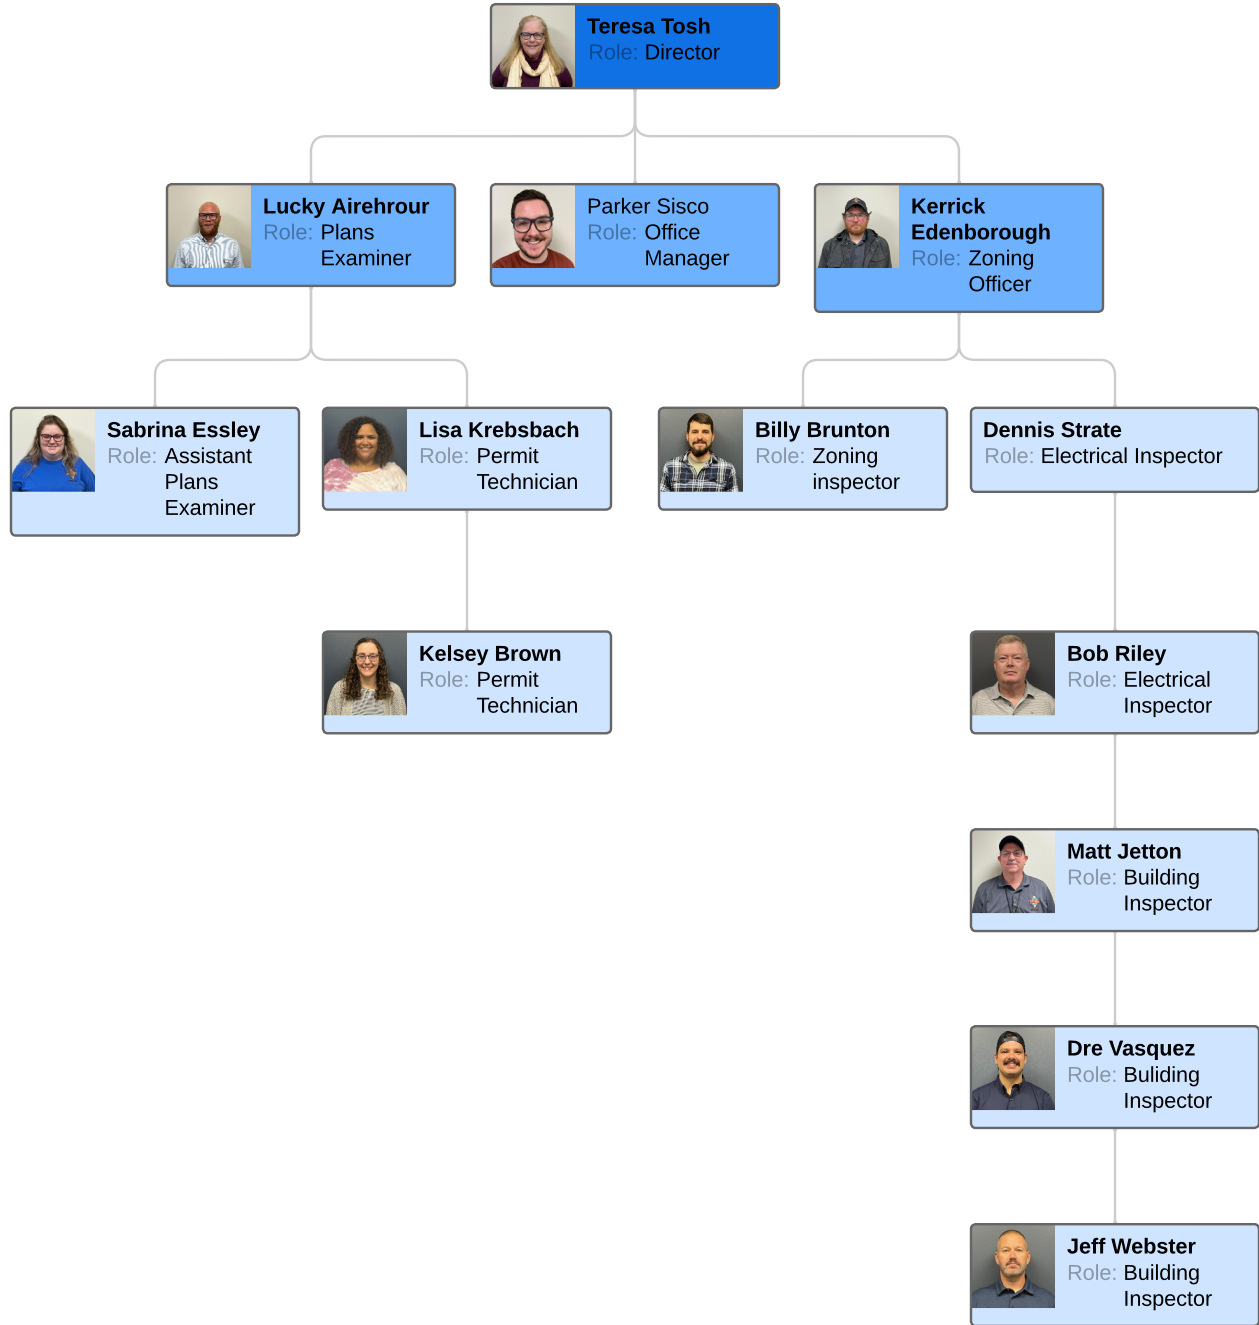 Teresa Tosh
Role: Director
Lucky Airehrour
Role: Plans
Examiner
Parker Sisco
Role: Office
Manager
Kerrick
Edenborough
Role: Zoning
Officer
Sabrina Essley
Role: Assistant
Plans
Examiner
Lisa Krebsbach
Role: Permit
Technician
Billy Brunton
Role: Zoning
inspector
Dennis Strate
Role: Electrical Inspector
Kelsey Brown
Role: Permit
Technician
Bob Riley
Role: Electrical
Inspector
Matt Jetton
Role: Building
Inspector
Dre Vasquez
Role: Buliding
Inspector
Jeff Webster
Role: Building
Inspector